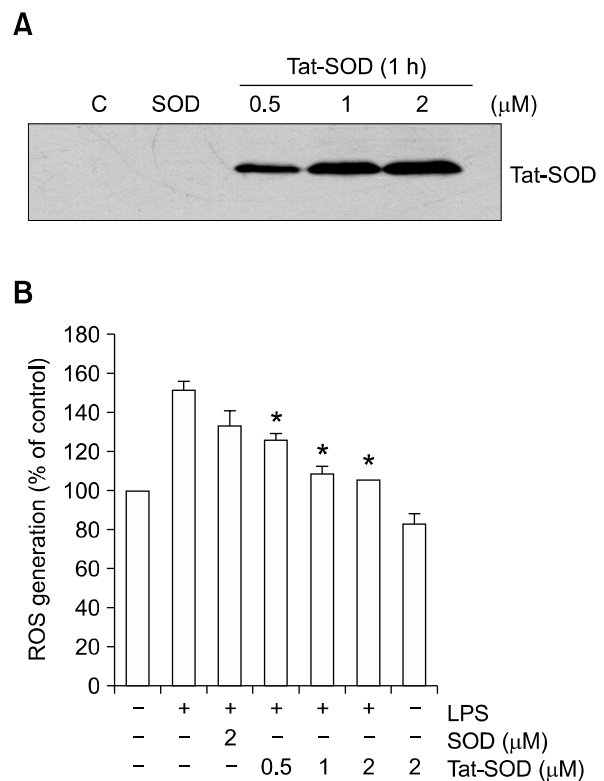 A
Tat-SOD (1 h)
C SOD 0.5 1 2 (μM)
Tat-SOD
B
ROS generation (% of control)
180
160
140
120
100
80
60
40
20
0
* * *
− + + + + + − LPS
− − 2 − − − − SOD (μM)
− − − 0.5 1 2 2 Tat-SOD (μM)